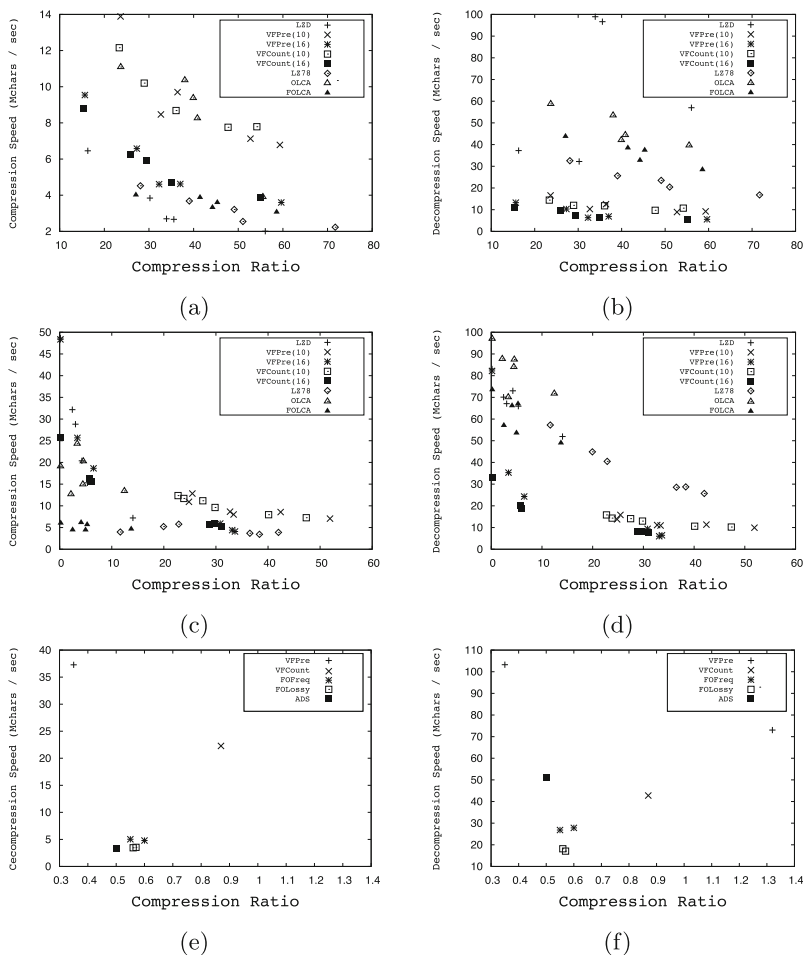 14
12
10
8
6
4
2
10 20 30 40 50 60 70 80
Compression Speed (Mchars / sec)
Compression Ratio
LZD
VFPre(10)
VFPre(16)
VFCount(10)
VFCount(16)
LZ78
OLCA
FOLCA
(a)
100
90
80
70
60
50
40
30
20
10
0
10 20 30 40 50 60 70 80
Decompression Speed (Mchars / sec)
Compression Ratio
LZD
VFPre(10)
VFPre(16)
VFCount(10)
VFCount(16)
LZ78
OLCA
FOLCA
(b)
50
45
40
35
30
25
20
15
10
5
0
0 10 20 30 40 50 60
Compression Speed (Mchars / sec)
Compression Ratio
LZD
VFPre(10)
VFPre(16)
VFCount(10)
VFCount(16)
LZ78
OLCA
FOLCA
(c)
100
90
80
70
60
50
40
30
20
10
0
0 10 20 30 40 50 60
Decompression Speed (Mchars / sec)
Compression Ratio
LZD
VFPre(10)
VFPre(16)
VFCount(10)
VFCount(16)
LZ78
OLCA
FOLCA
(d)
40
35
30
25
20
15
10
5
0
0.3 0.4 0.5 0.6 0.7 0.8 0.9 1 1.1 1.2 1.3 1.4
Cecompression Speed (Mchars / sec)
Compression Ratio
VFPre
VFCount
FOFreq
FOLossy
ADS
(e)
110
100
90
80
70
60
50
40
30
20
10
0.3 0.4 0.5 0.6 0.7 0.8 0.9 1 1.1 1.2 1.3 1.4
Decompression Speed (Mchars / sec)
Compression Ratio
VFPre
VFCount
FOFreq
FOLossy
ADS
(f)